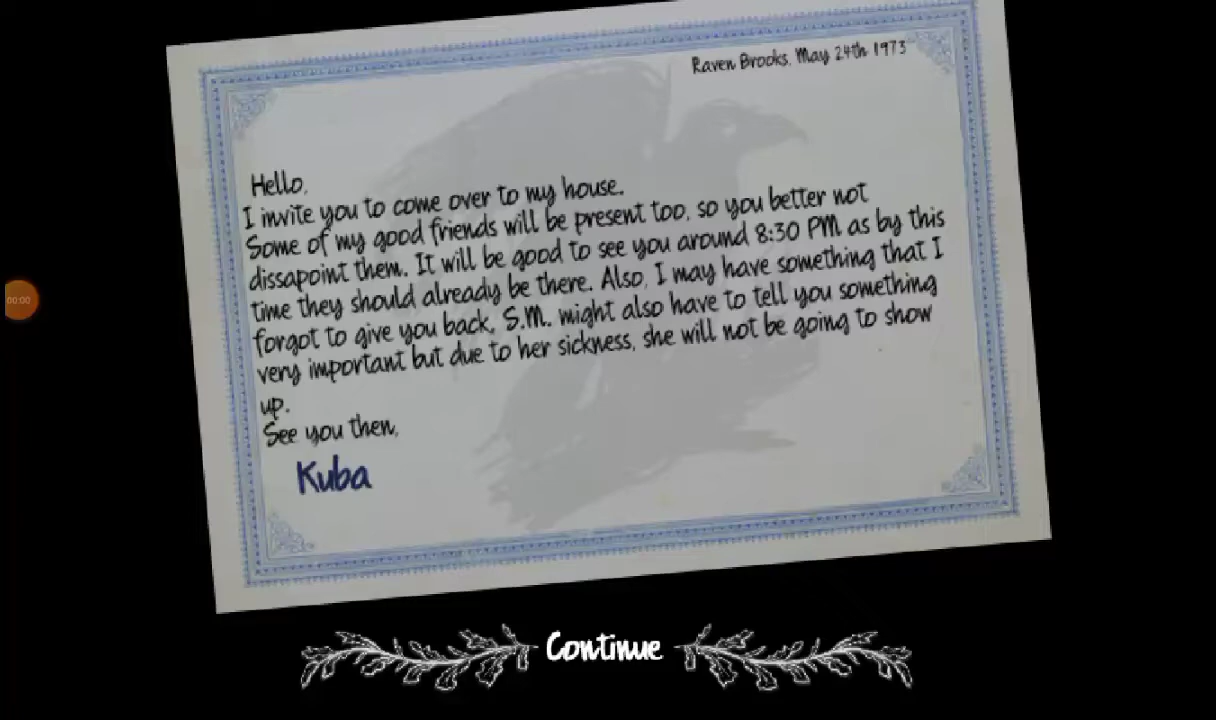 Raven Brooks, May 24th 1973
Hello,
I invite you to come over to my house.
Some of my good friends will be present too, so you better not
dissapoint them. It will be good to see you around 8:30 PM as by this
time they should already be there. Also, I may have something that I
forgot to give you back, S.M. might also have to tell you something
very important but due to her sickness, she will not be going to show
up.
See you then,
Kuba
00:00
Continue